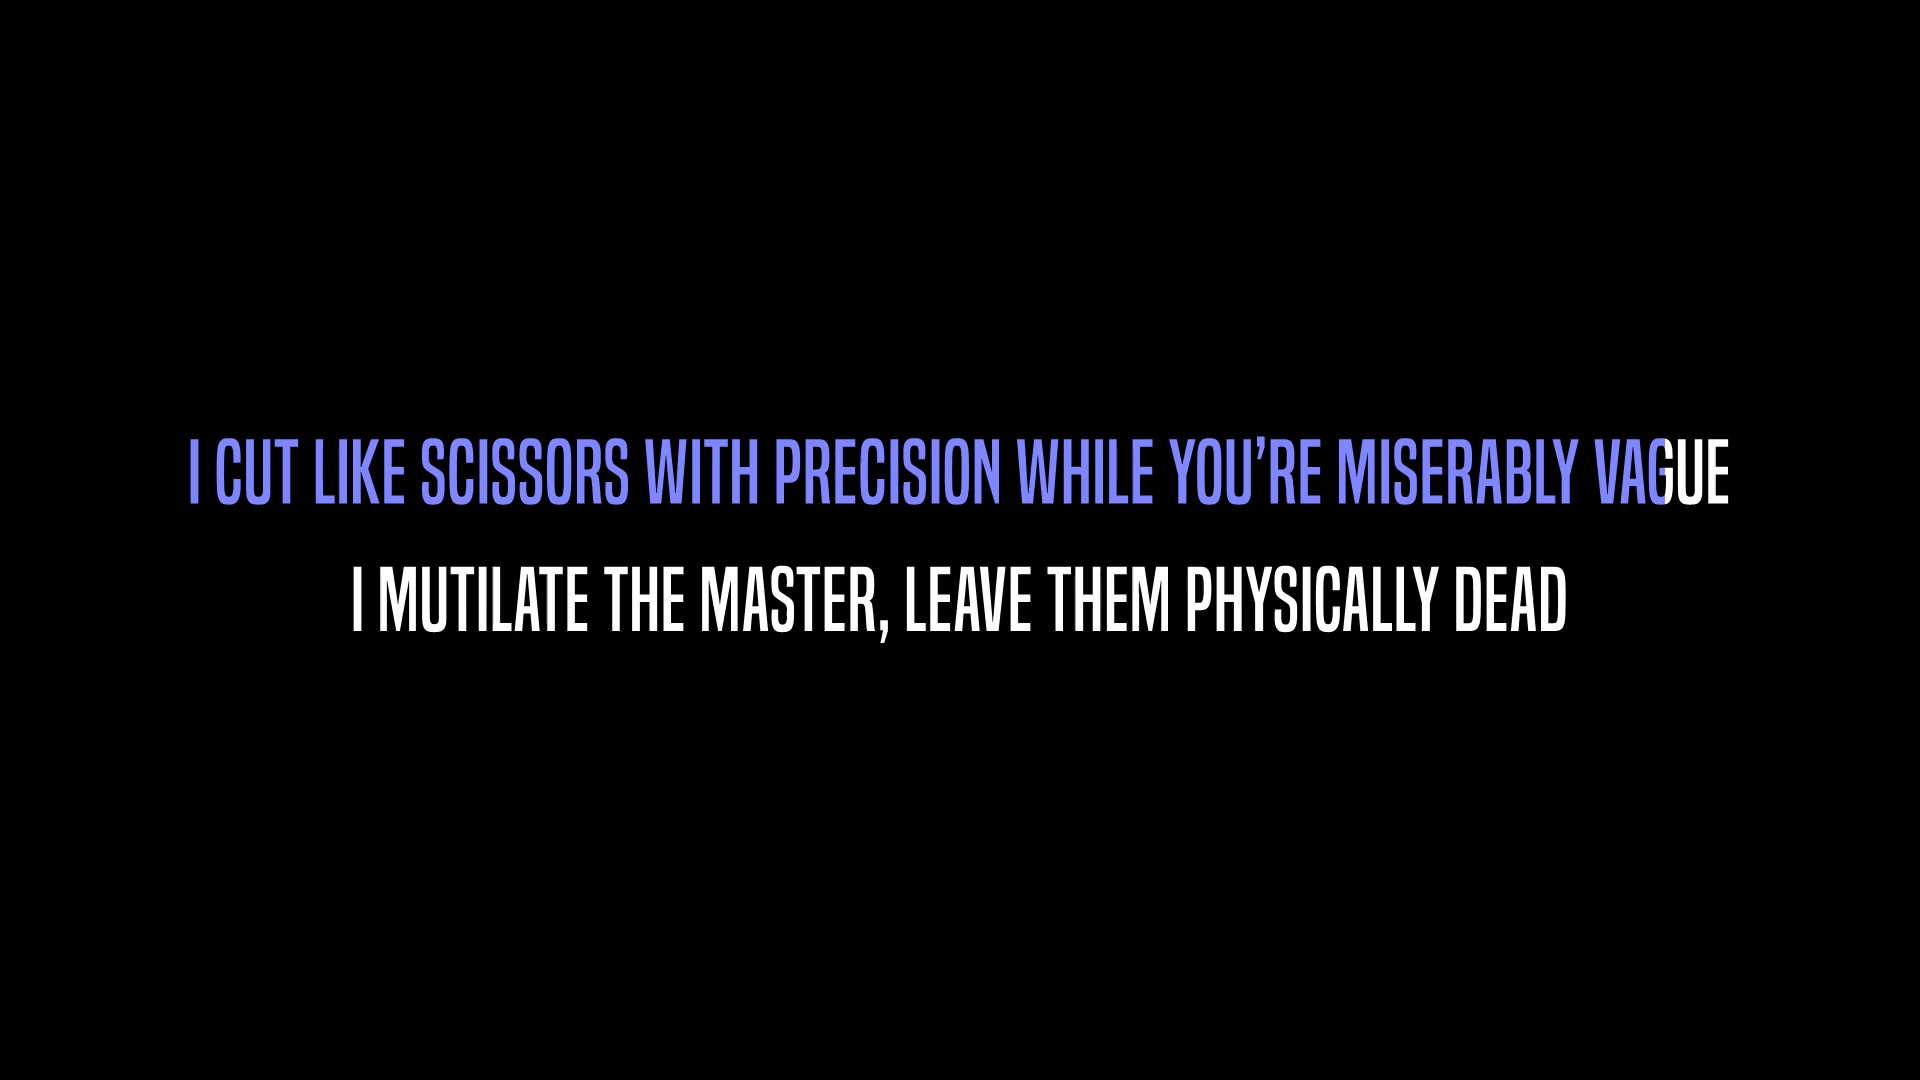 I CUT LIKE SCISSORS WITH PRECISION WHILE YOU’RE MISERABLY VAGUE
I MUTILATE THE MASTER, LEAVE THEM PHYSICALLY DEAD